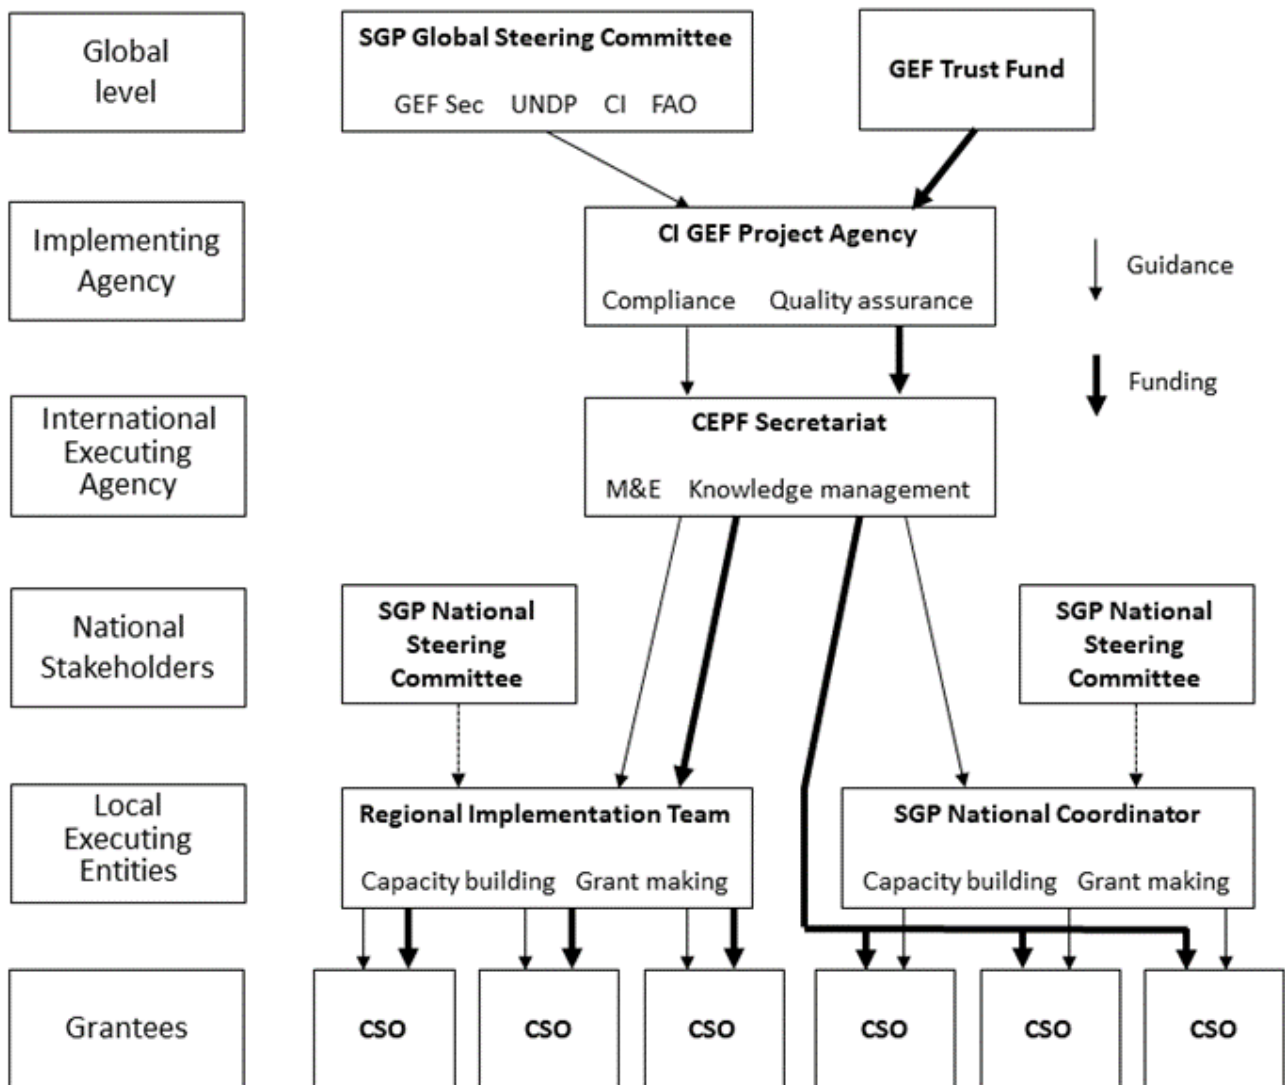 Global
level
SGP Global Steering Committee
GEF Sec UNDP CI FAO
GEF Trust Fund
Implementing
Agency
CI GEF Project Agency
Compliance Quality assurance
Guidance
Funding
International
Executing
Agency
CEPF Secretariat
M&E Knowledge management
National
Stakeholders
SGP National
Steering
Committee
SGP National
Steering
Committee
Local
Executing
Entities
Regional Implementation Team
Capacity building Grant making
SGP National Coordinator
Capacity building Grant making
Grantees
CSO
CSO
CSO
CSO
CSO
CSO